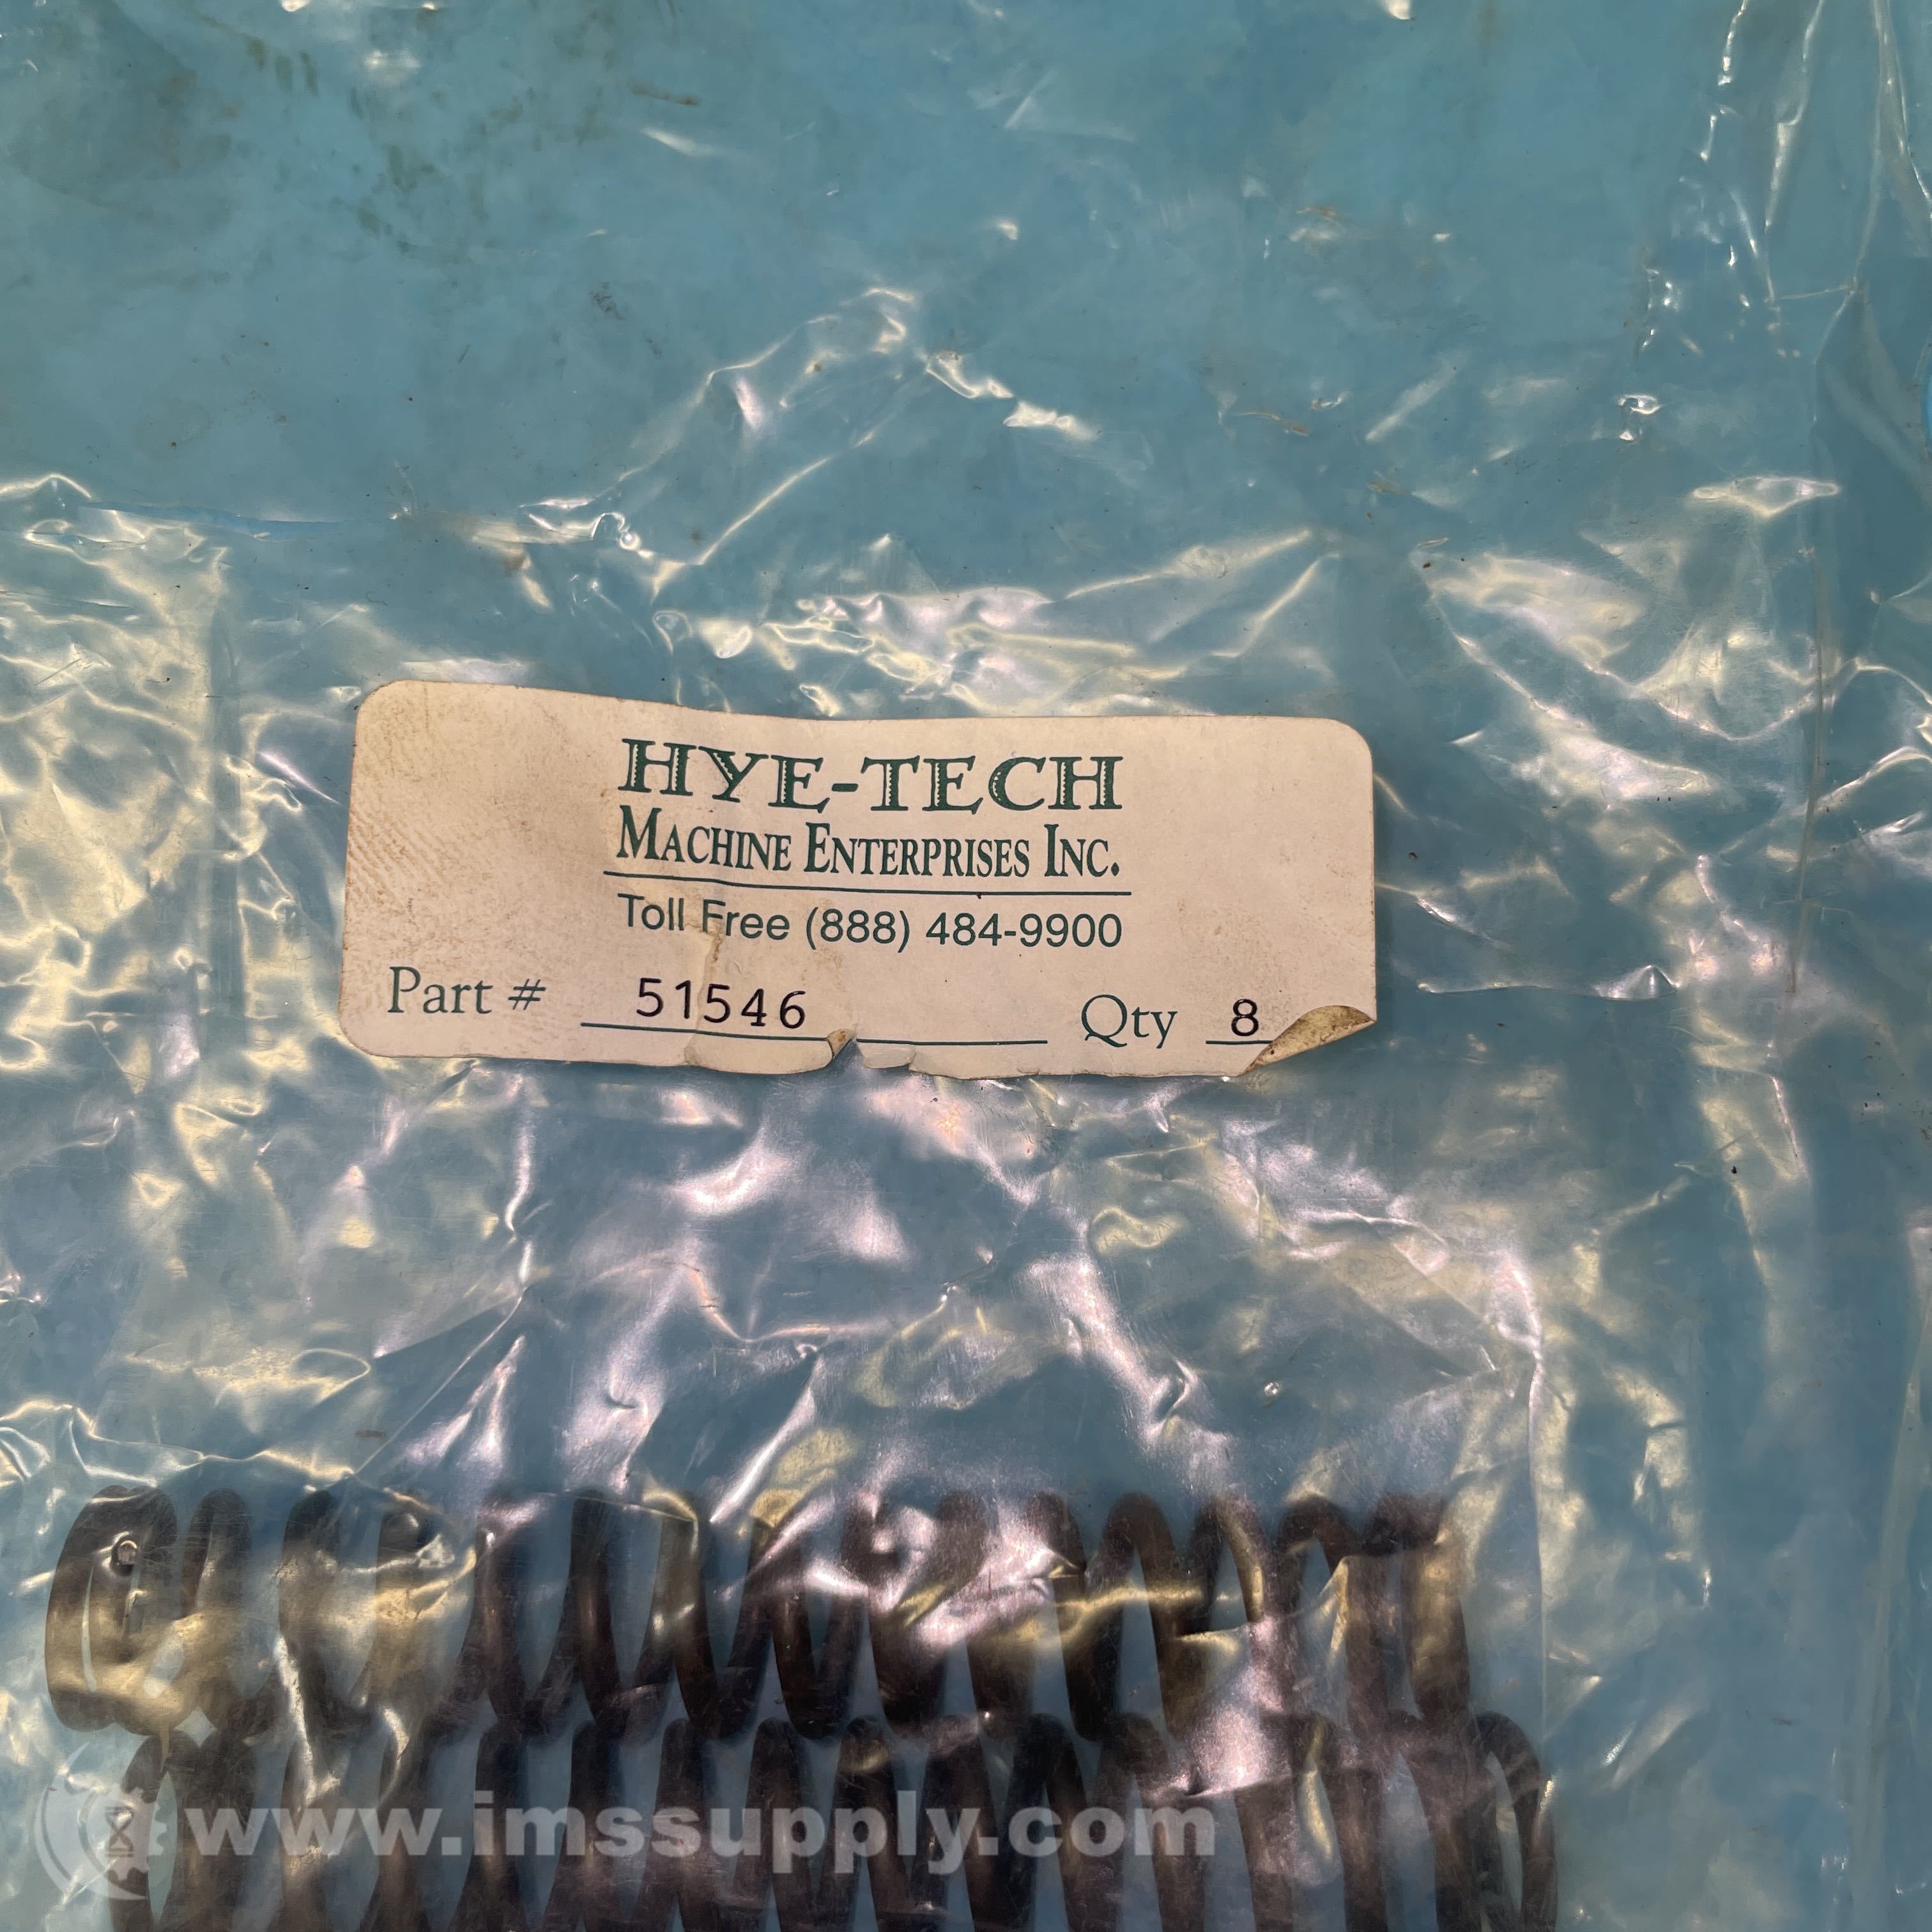 HYE-TECH
MACHINE ENTERPRISES INC.
Toll Free (888) 484-9900
Part # 51546 Qty 8
www.imssupply.com